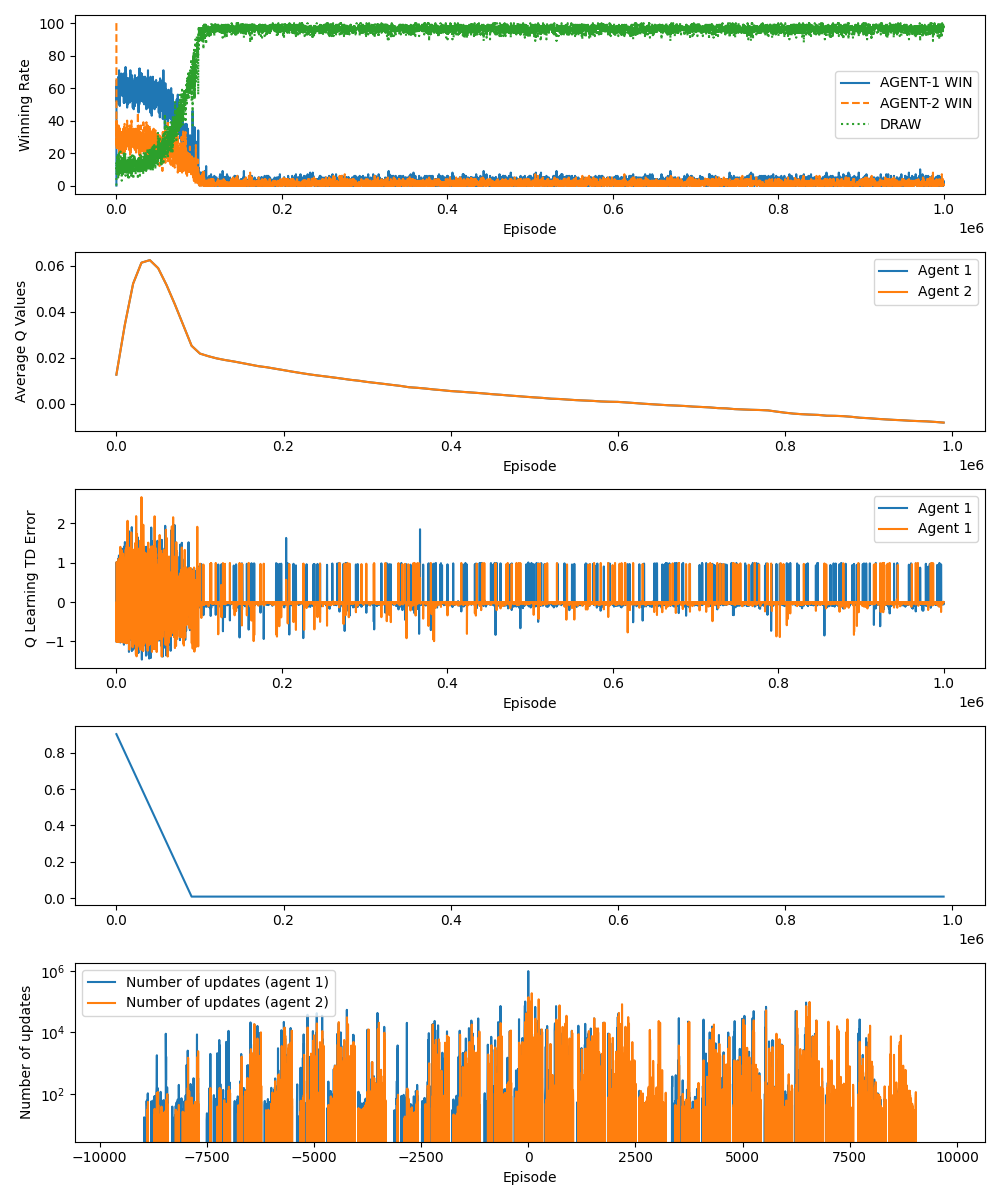 Winning Rate
100
80
60
40
20
0
AGENT-1 WIN
AGENT-2 WIN
DRAW
0.0 0.2 0.4 0.6 0.8 1.0
1e6
Episode
Average Q Values
0.06
0.04
0.02
0.00
Agent 1
Agent 2
0.0 0.2 0.4 0.6 0.8 1.0
1e6
Episode
Q Learning TD Error
2
1
0
−1
Agent 1
Agent 1
0.0 0.2 0.4 0.6 0.8 1.0
1e6
Episode
0.8
0.6
0.4
0.2
0.0
0.0 0.2 0.4 0.6 0.8 1.0
1e6
Number of updates
10⁶
10⁴
10²
Number of updates (agent 1)
Number of updates (agent 2)
−10000 −7500 −5000 −2500 0 2500 5000 7500 10000
Episode